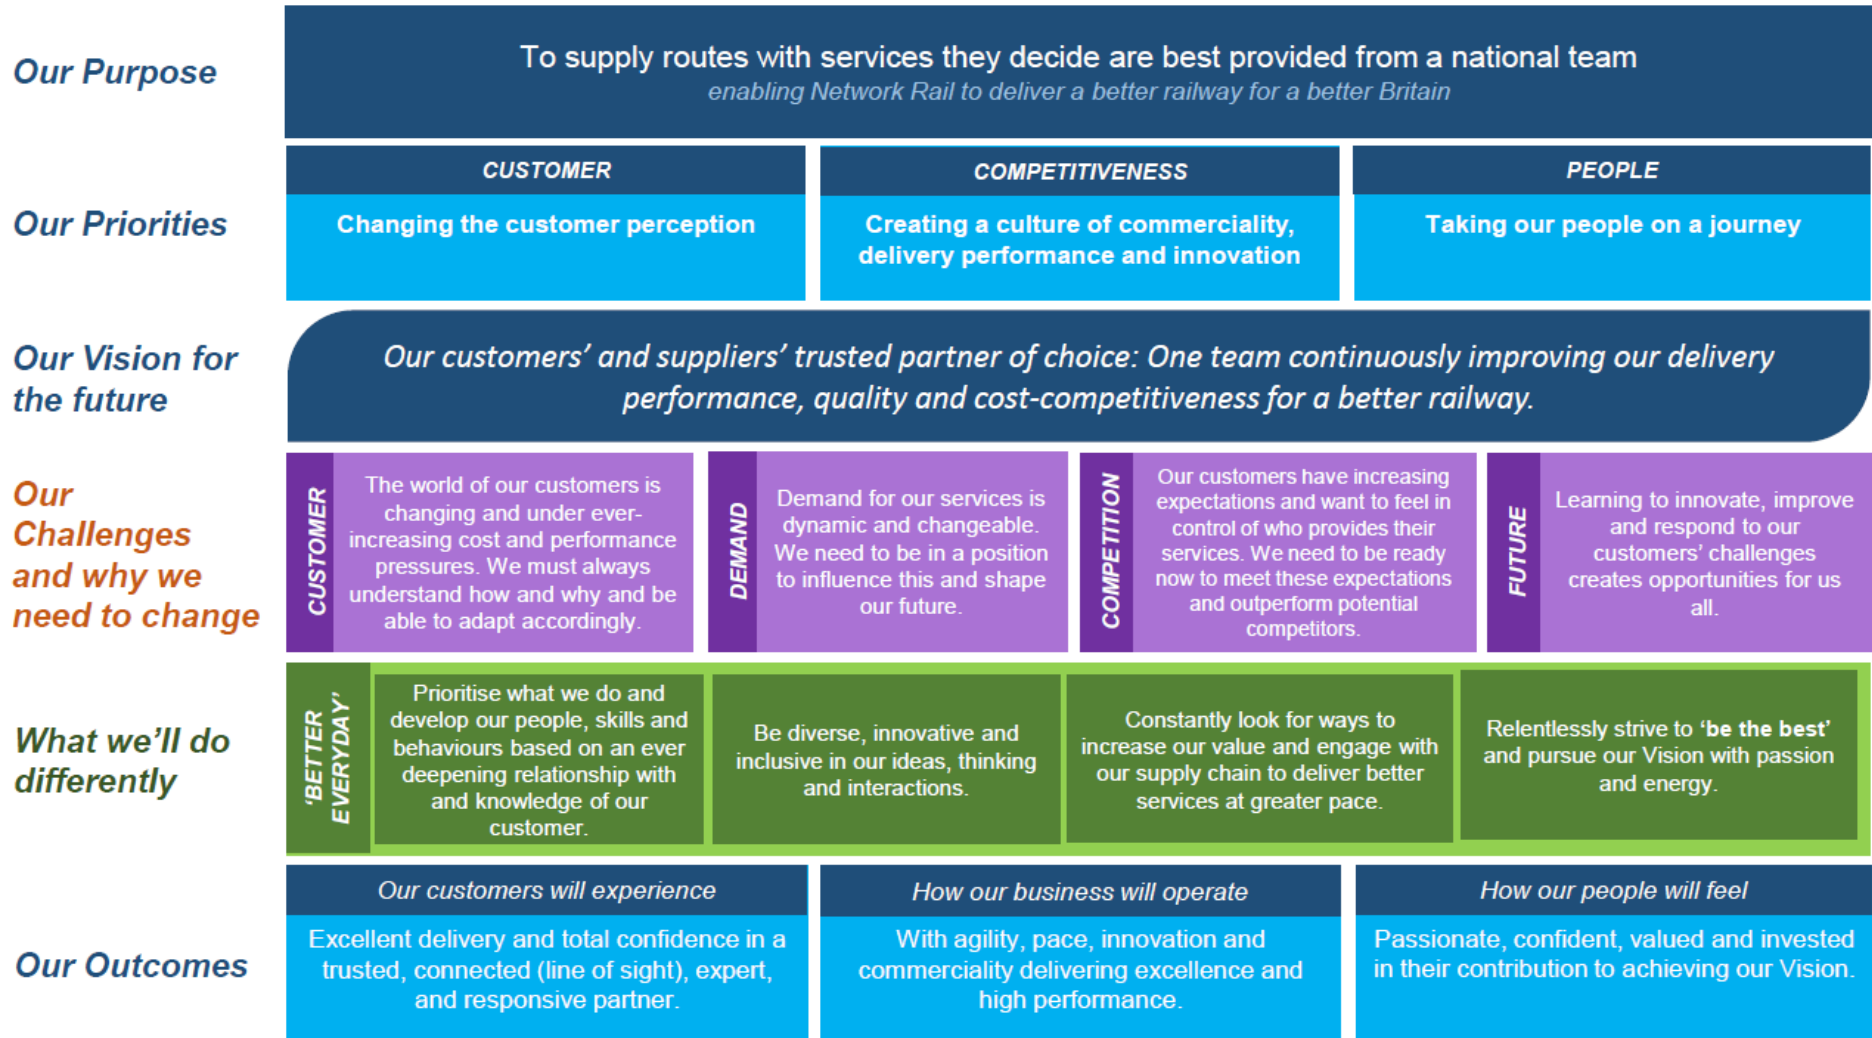 Our Purpose
To supply routes with services they decide are best provided from a national team
enabling Network Rail to deliver a better railway for a better Britain
Our Priorities
CUSTOMER
Changing the customer perception
COMPETITIVENESS
Creating a culture of commerciality,
delivery performance and innovation
PEOPLE
Taking our people on a journey
Our Vision for
the future
Our customers’ and suppliers’ trusted partner of choice: One team continuously improving our delivery
performance, quality and cost-competitiveness for a better railway.
Our
Challenges
and why we
need to change
CUSTOMER
The world of our customers is
changing and under ever-
increasing cost and performance
pressures. We must always
understand how and why and be
able to adapt accordingly.
DEMAND
Demand for our services is
dynamic and changeable.
We need to be in a position
to influence this and shape
our future.
COMPETITION
Our customers have increasing
expectations and want to feel in
control of who provides their
services. We need to be ready
now to meet these expectations
and outperform potential
competitors.
FUTURE
Learning to innovate, improve
and respond to our
customers’ challenges
creates opportunities for us
all.
What we’ll do
differently
‘BETTER
EVERYDAY’
Prioritise what we do and
develop our people, skills and
behaviours based on an ever
deepening relationship with
and knowledge of our
customer.
Be diverse, innovative and
inclusive in our ideas, thinking
and interactions.
Constantly look for ways to
increase our value and engage with
our supply chain to deliver better
services at greater pace.
Relentlessly strive to ‘be the best’
and pursue our Vision with passion
and energy.
Our Outcomes
Our customers will experience
Excellent delivery and total confidence in a
trusted, connected (line of sight), expert,
and responsive partner.
How our business will operate
With agility, pace, innovation and
commerciality delivering excellence and
high performance.
How our people will feel
Passionate, confident, valued and invested
in their contribution to achieving our Vision.